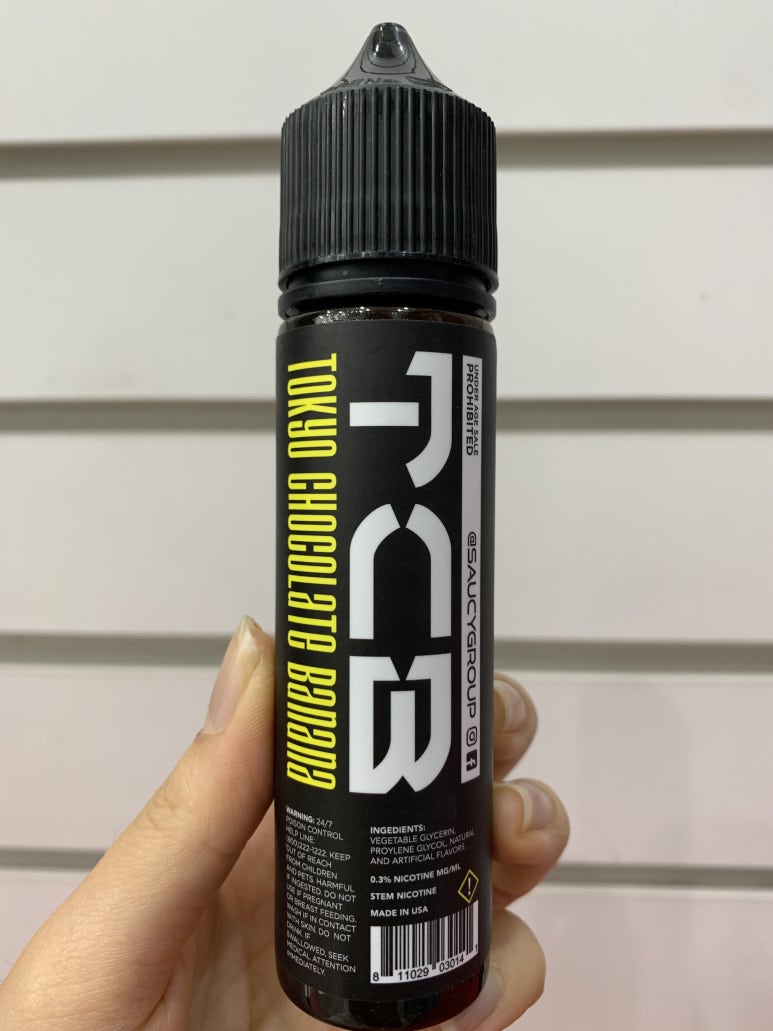 TCB
TOKYO CHOCOLATE BANANA
UNDER AGE SALE
PROHIBITED
@SAUCYGROUP
WARNING: 24/7
POISON CONTROL
HELP LINE:
(800)222-1222. KEEP
OUT OF REACH
FROM CHILDREN
AND PETS. HARMFUL
IF INGESTED. DO NOT
USE IF PREGNANT
OR BREAST FEEDING.
WASH IF IN CONTACT
WITH SKIN. DO NOT
DRINK. IF
SWALLOWED, SEEK
MEDICAL ATTENTION
IMMEDIATELY.
INGEDIENTS:
VEGETABLE GLYCERIN,
PROYLENE GLYCOL, NATURAL
AND ARTIFICIAL FLAVORS.
0.3% NICOTINE MG/ML
STEM NICOTINE
MADE IN USA
8 11029 03014 1